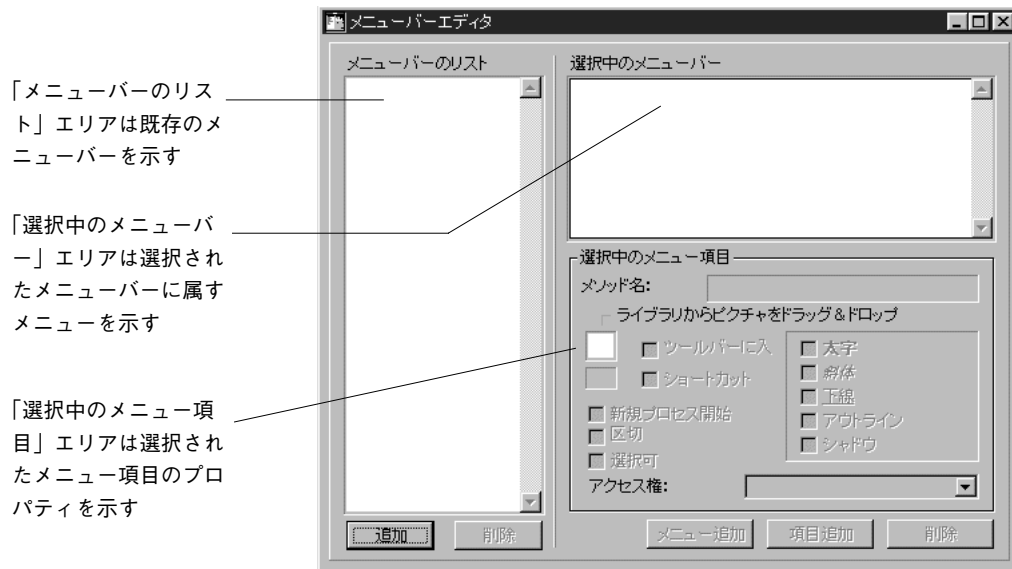 メニューバーエディタ
メニューバーのリスト
選択中のメニューバー
「メニューバーのリス
ト」エリアは既存のメ
ニューバーを示す
「選択中のメニューバ
ー」エリアは選択され
たメニューバーに属す
メニューを示す
「選択中のメニュー項
目」エリアは選択され
たメニュー項目のプロ
パティを示す
選択中のメニュー項目
メソッド名:
ライブラリからピクチャをドラッグ&ドロップ
ツールバーに入
ショートカット
新規プロセス開始
区切
選択可
太字
斜体
下線
アウトライン
シャドウ
アクセス権:
追加
削除
メニュー追加
項目追加
削除